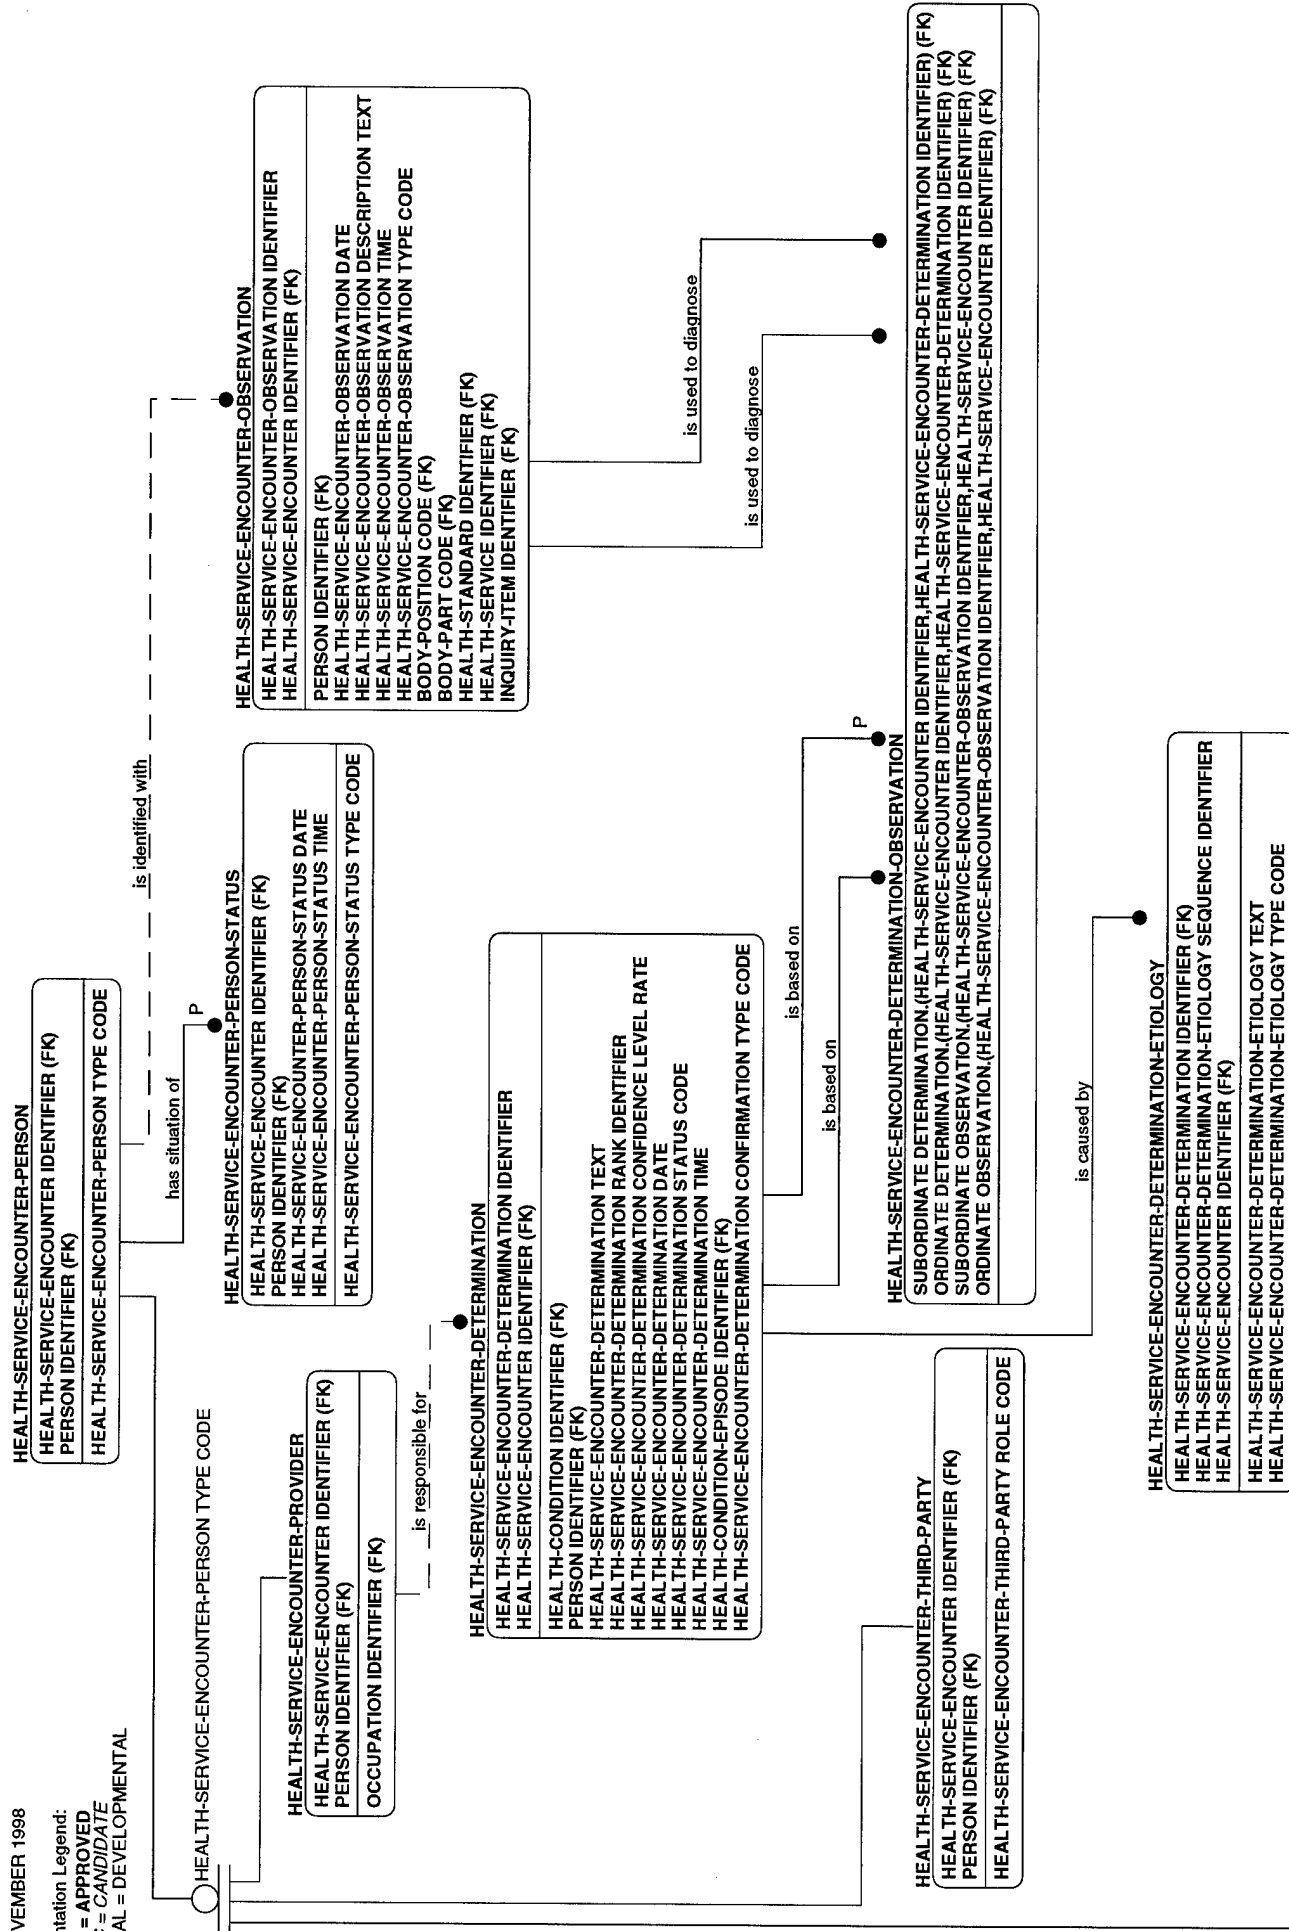 VEMBER 1998
ntation Legend:
= APPROVED
= CANDIDATE
AL = DEVELOPMENTAL
HEALTH-SERVICE-ENCOUNTER-PERSON
HEALTH-SERVICE-ENCOUNTER IDENTIFIER (FK)
PERSON IDENTIFIER (FK)
HEALTH-SERVICE-ENCOUNTER-PERSON TYPE CODE
is identified with
has situation of
P
HEALTH-SERVICE-ENCOUNTER-PERSON TYPE CODE
HEALTH-SERVICE-ENCOUNTER-PERSON-STATUS
HEALTH-SERVICE-ENCOUNTER IDENTIFIER (FK)
PERSON IDENTIFIER (FK)
HEALTH-SERVICE-ENCOUNTER-PERSON-STATUS DATE
HEALTH-SERVICE-ENCOUNTER-PERSON-STATUS TIME
HEALTH-SERVICE-ENCOUNTER-PERSON-STATUS TYPE CODE
HEALTH-SERVICE-ENCOUNTER-OBSERVATION
HEALTH-SERVICE-ENCOUNTER-OBSERVATION IDENTIFIER
HEALTH-SERVICE-ENCOUNTER IDENTIFIER (FK)
PERSON IDENTIFIER (FK)
HEALTH-SERVICE-ENCOUNTER-OBSERVATION DATE
HEALTH-SERVICE-ENCOUNTER-OBSERVATION DESCRIPTION TEXT
HEALTH-SERVICE-ENCOUNTER-OBSERVATION TIME
HEALTH-SERVICE-ENCOUNTER-OBSERVATION TYPE CODE
BODY-POSITION CODE (FK)
BODY-PART CODE (FK)
HEALTH-STANDARD IDENTIFIER (FK)
HEALTH-SERVICE IDENTIFIER (FK)
INQUIRY-ITEM IDENTIFIER (FK)
HEALTH-SERVICE-ENCOUNTER-PROVIDER
HEALTH-SERVICE-ENCOUNTER IDENTIFIER (FK)
PERSON IDENTIFIER (FK)
OCCUPATION IDENTIFIER (FK)
is responsible for
HEALTH-SERVICE-ENCOUNTER-DETERMINATION
HEALTH-SERVICE-ENCOUNTER-DETERMINATION IDENTIFIER
HEALTH-SERVICE-ENCOUNTER IDENTIFIER (FK)
HEALTH-CONDITION IDENTIFIER (FK)
PERSON IDENTIFIER (FK)
HEALTH-SERVICE-ENCOUNTER-DETERMINATION TEXT
HEALTH-SERVICE-ENCOUNTER-DETERMINATION RANK IDENTIFIER
HEALTH-SERVICE-ENCOUNTER-DETERMINATION CONFIDENCE LEVEL RATE
HEALTH-SERVICE-ENCOUNTER-DETERMINATION DATE
HEALTH-SERVICE-ENCOUNTER-DETERMINATION STATUS CODE
HEALTH-SERVICE-ENCOUNTER-DETERMINATION TIME
HEALTH-CONDITION-EPISODE IDENTIFIER (FK)
HEALTH-SERVICE-ENCOUNTER-DETERMINATION CONFIRMATION TYPE CODE
is used to diagnose
is used to diagnose
is based on
is based on
P
HEALTH-SERVICE-ENCOUNTER-DETERMINATION-OBSERVATION
SUBORDINATE DETERMINATION.(HEALTH-SERVICE-ENCOUNTER IDENTIFIER,HEALTH-SERVICE-ENCOUNTER-DETERMINATION IDENTIFIER) (FK)
ORDINATE DETERMINATION.(HEALTH-SERVICE-ENCOUNTER IDENTIFIER,HEALTH-SERVICE-ENCOUNTER-DETERMINATION IDENTIFIER) (FK)
SUBORDINATE OBSERVATION.(HEALTH-SERVICE-ENCOUNTER-OBSERVATION IDENTIFIER,HEALTH-SERVICE-ENCOUNTER IDENTIFIER) (FK)
ORDINATE OBSERVATION.(HEALTH-SERVICE-ENCOUNTER-OBSERVATION IDENTIFIER,HEALTH-SERVICE-ENCOUNTER IDENTIFIER) (FK)
HEALTH-SERVICE-ENCOUNTER-THIRD-PARTY
HEALTH-SERVICE-ENCOUNTER IDENTIFIER (FK)
PERSON IDENTIFIER (FK)
HEALTH-SERVICE-ENCOUNTER-THIRD-PARTY ROLE CODE
is caused by
HEALTH-SERVICE-ENCOUNTER-DETERMINATION-ETIOLOGY
HEALTH-SERVICE-ENCOUNTER-DETERMINATION IDENTIFIER (FK)
HEALTH-SERVICE-ENCOUNTER-DETERMINATION-ETIOLOGY SEQUENCE IDENTIFIER
HEALTH-SERVICE-ENCOUNTER IDENTIFIER (FK)
HEALTH-SERVICE-ENCOUNTER-DETERMINATION-ETIOLOGY TEXT
HEALTH-SERVICE-ENCOUNTER-DETERMINATION-ETIOLOGY TYPE CODE